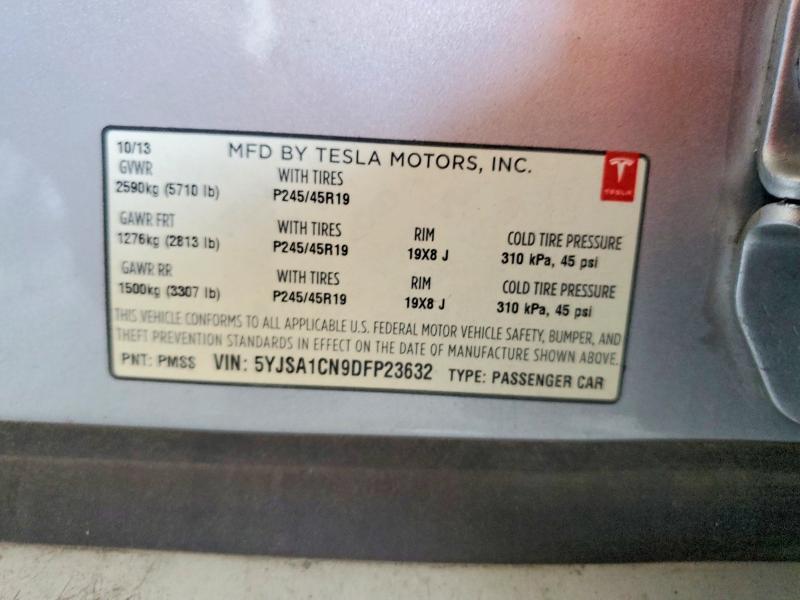 10/13 MFD BY TESLA MOTORS, INC.
TESLA
GVWR WITH TIRES
2590kg (5710 lb) P245/45R19
GAWR FRT WITH TIRES RIM COLD TIRE PRESSURE
1276kg (2813 lb) P245/45R19 19X8 J 310 kPa, 45 psi
GAWR RR WITH TIRES RIM COLD TIRE PRESSURE
1500kg (3307 lb) P245/45R19 19X8 J 310 kPa, 45 psi
THIS VEHICLE CONFORMS TO ALL APPLICABLE U.S. FEDERAL MOTOR VEHICLE SAFETY, BUMPER, AND
THEFT PREVENTION STANDARDS IN EFFECT ON THE DATE OF MANUFACTURE SHOWN ABOVE.
PNT: PMSS VIN: 5YJSA1CN9DFP23632 TYPE: PASSENGER CAR